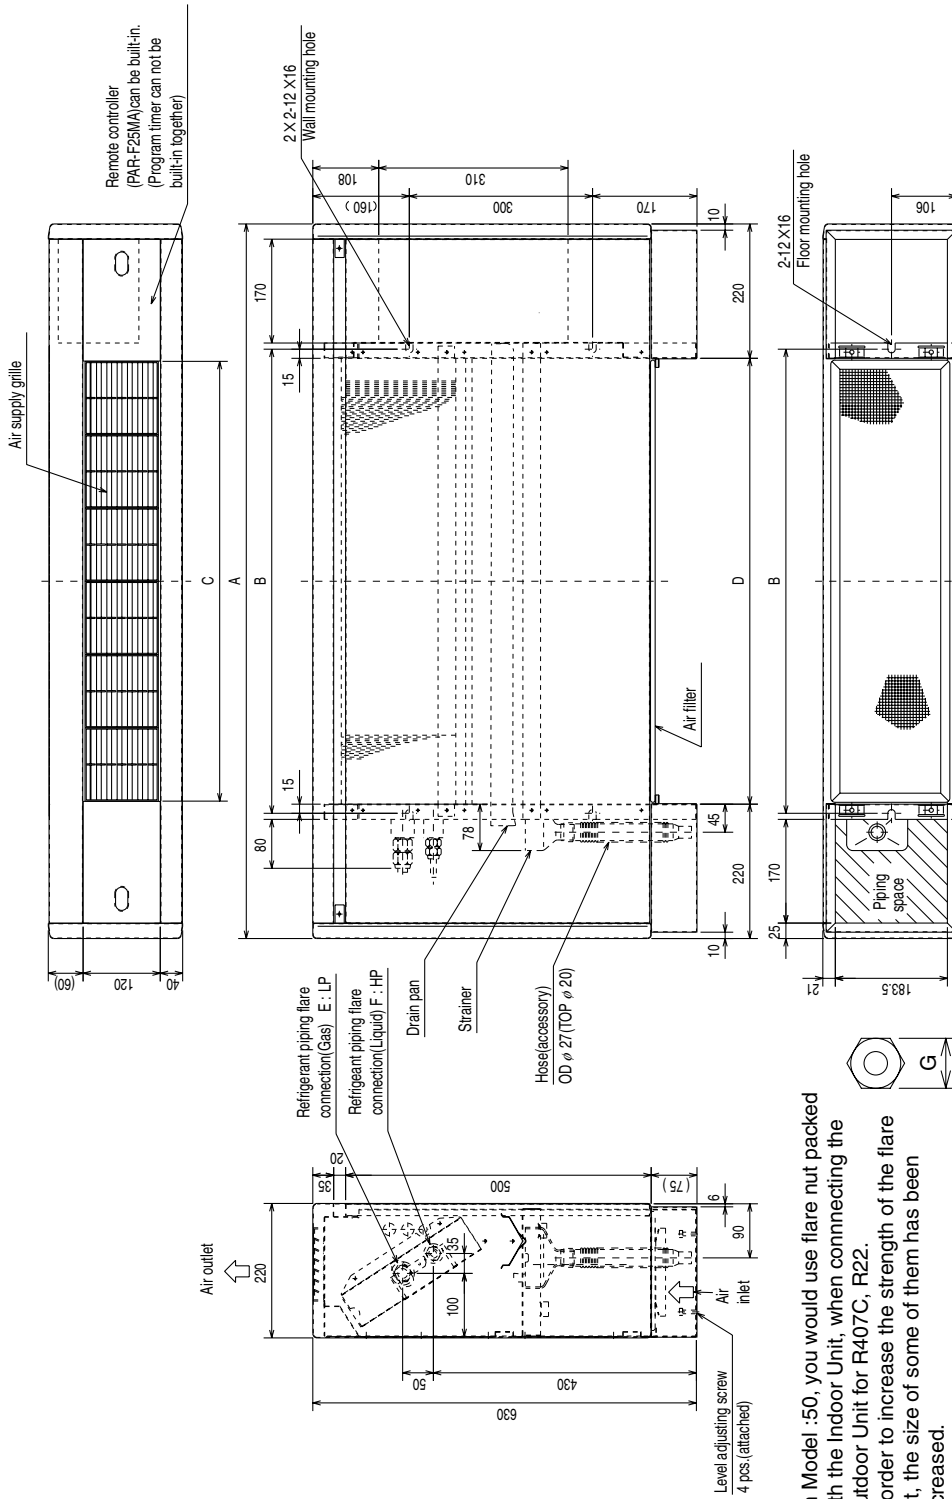 Remote controller
(PAR-F25MA)can be built-in.
(Program timer can not be
built-in together)
Air supply grille
(60)
120
40
C
A
B
2 X 2-12 X16
Wall mounting hole
170
15
108
(160 )
310
300
170
10
220
15
80
78
45
220
10
D
Air filter
Refrigerant piping flare
connection(Gas) E : LP
Refrigeant piping flare
connection(Liquid) F : HP
Drain pan
Strainer
Hose(accessory)
OD ø 27(TOP ø 20)
Air outlet
220
35
20
500
(75 )
6
90
35
100
50
430
630
Air
inlet
Level adjusting screw
4 pcs.(attached)
2-12 X16
Floor mounting hole
106
B
170
25
21
183.5
Piping
space
G
Model :50, you would use flare nut packed
the Indoor Unit, when connecting the
Unit for R407C, R22.
order to increase the strength of the flare
the size of some of them has been